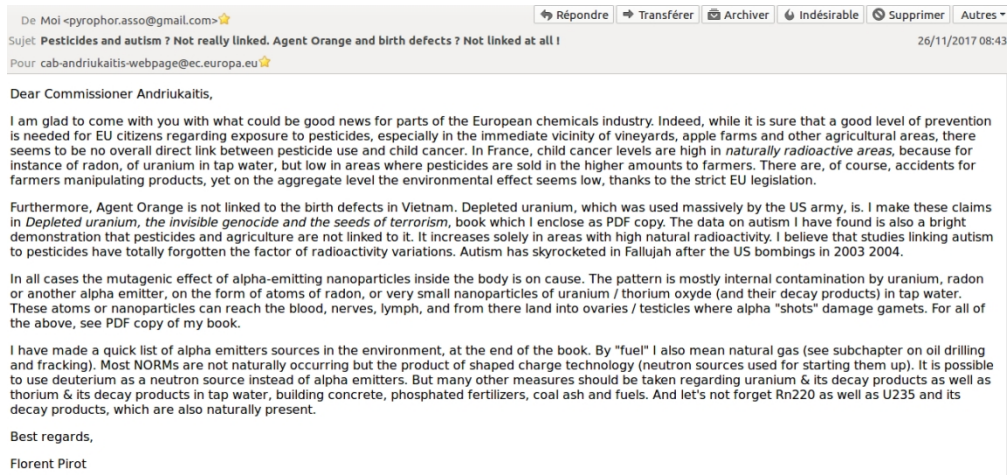 De Moi <pyrophor.asso@gmail.com>
Répondre Transférer Archiver Indésirable Supprimer Autres
Sujet Pesticides and autism ? Not really linked. Agent Orange and birth defects ? Not linked at all !
26/11/2017 08:43
Pour cab-andriukaitis-webpage@ec.europa.eu
Dear Commissioner Andriukaitis,
I am glad to come with you with what could be good news for parts of the European chemicals industry. Indeed, while it is sure that a good level of prevention
is needed for EU citizens regarding exposure to pesticides, especially in the immediate vicinity of vineyards, apple farms and other agricultural areas, there
seems to be no overall direct link between pesticide use and child cancer. In France, child cancer levels are high in naturally radioactive areas, because for
instance of radon, of uranium in tap water, but low in areas where pesticides are sold in the higher amounts to farmers. There are, of course, accidents for
farmers manipulating products, yet on the aggregate level the environmental effect seems low, thanks to the strict EU legislation.
Furthermore, Agent Orange is not linked to the birth defects in Vietnam. Depleted uranium, which was used massively by the US army, is. I make these claims
in Depleted uranium, the invisible genocide and the seeds of terrorism, book which I enclose as PDF copy. The data on autism I have found is also a bright
demonstration that pesticides and agriculture are not linked to it. It increases solely in areas with high natural radioactivity. I believe that studies linking autism
to pesticides have totally forgotten the factor of radioactivity variations. Autism has skyrocketed in Fallujah after the US bombings in 2003 2004.
In all cases the mutagenic effect of alpha-emitting nanoparticles inside the body is on cause. The pattern is mostly internal contamination by uranium, radon
or another alpha emitter, on the form of atoms of radon, or very small nanoparticles of uranium / thorium oxyde (and their decay products) in tap water.
These atoms or nanoparticles can reach the blood, nerves, lymph, and from there land into ovaries / testicles where alpha "shots" damage gamets. For all of
the above, see PDF copy of my book.
I have made a quick list of alpha emitters sources in the environment, at the end of the book. By "fuel" I also mean natural gas (see subchapter on oil drilling
and fracking). Most NORMs are not naturally occurring but the product of shaped charge technology (neutron sources used for starting them up). It is possible
to use deuterium as a neutron source instead of alpha emitters. But many other measures should be taken regarding uranium & its decay products as well as
thorium & its decay products in tap water, building concrete, phosphated fertilizers, coal ash and fuels. And let's not forget Rn220 as well as U235 and its
decay products, which are also naturally present.
Best regards,
Florent Pirot